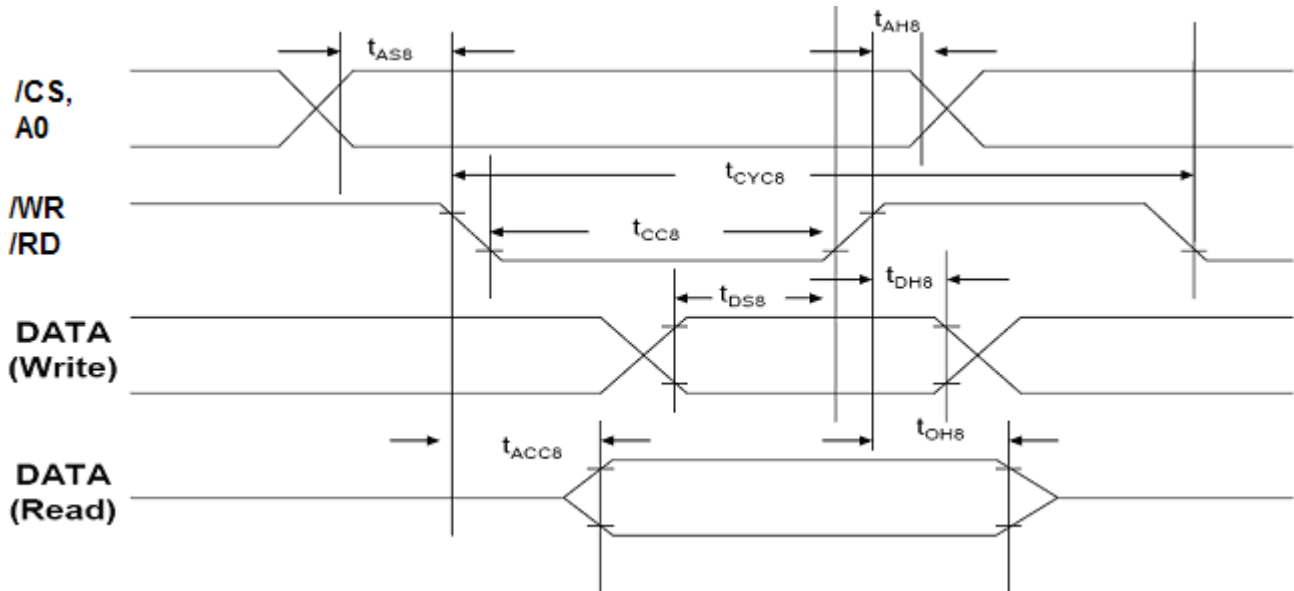 tAS8
tAH8
/CS,
A0
tCYC8
/WR
/RD
tCC8
tDH8
tDS8
DATA
(Write)
tACC8
tOH8
DATA
(Read)